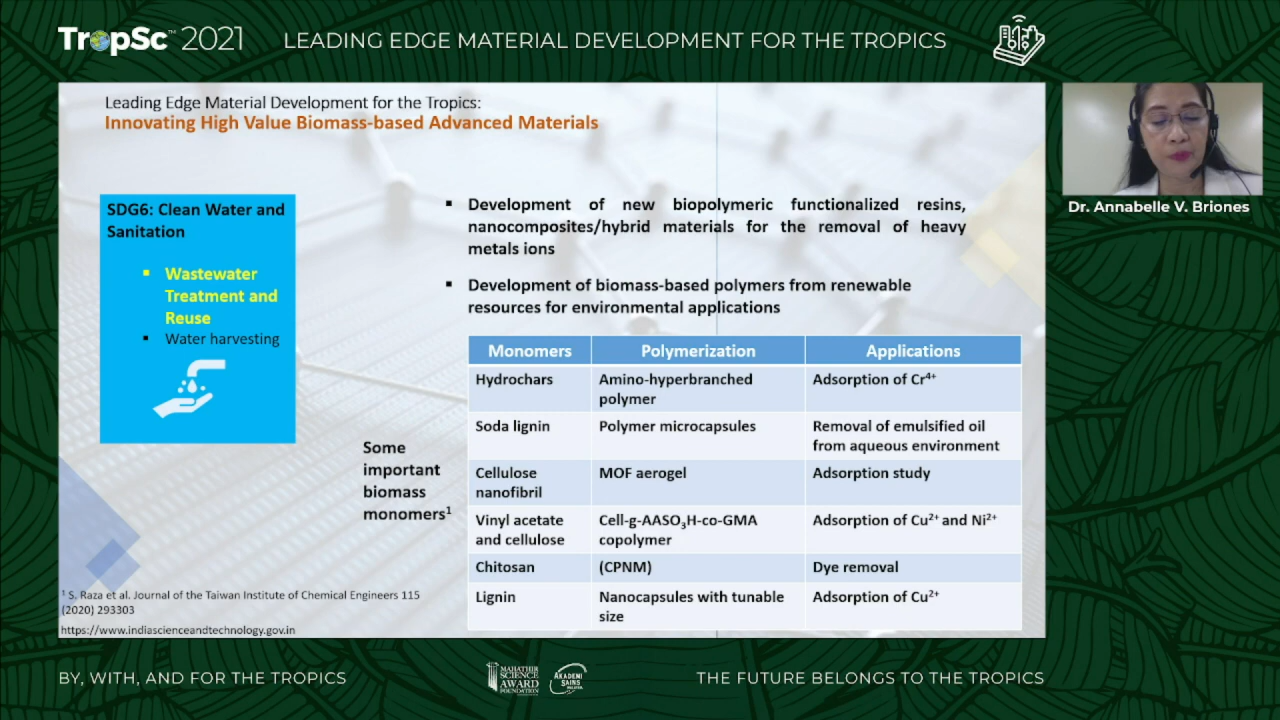 TropSc™ 2021
LEADING EDGE MATERIAL DEVELOPMENT FOR THE TROPICS
Leading Edge Material Development for the Tropics:
Innovating High Value Biomass-based Advanced Materials
SDG6: Clean Water and
Sanitation
▪ Wastewater
Treatment and
Reuse
▪ Water harvesting
▪ Development of new biopolymeric functionalized resins,
nanocomposites/hybrid materials for the removal of heavy
metals ions
▪ Development of biomass-based polymers from renewable
resources for environmental applications
Some
important
biomass
monomers¹
Monomers Polymerization Applications
Hydrochars Amino-hyperbranched
polymer Adsorption of Cr⁴⁺
Soda lignin Polymer microcapsules Removal of emulsified oil
from aqueous environment
Cellulose
nanofibril MOF aerogel Adsorption study
Vinyl acetate
and cellulose Cell-g-AASO₃H-co-GMA
copolymer Adsorption of Cu²⁺ and Ni²⁺
Chitosan (CPNM) Dye removal
Lignin Nanocapsules with tunable
size Adsorption of Cu²⁺
¹ S. Raza et al. Journal of the Taiwan Institute of Chemical Engineers 115
(2020) 293303
https://www.indiascienceandtechnology.gov.in
Dr. Annabelle V. Briones
BY, WITH, AND FOR THE TROPICS
MAHATHIR
SCIENCE
AWARD
FOUNDATION
AKADEMI
SAINS
THE FUTURE BELONGS TO THE TROPICS